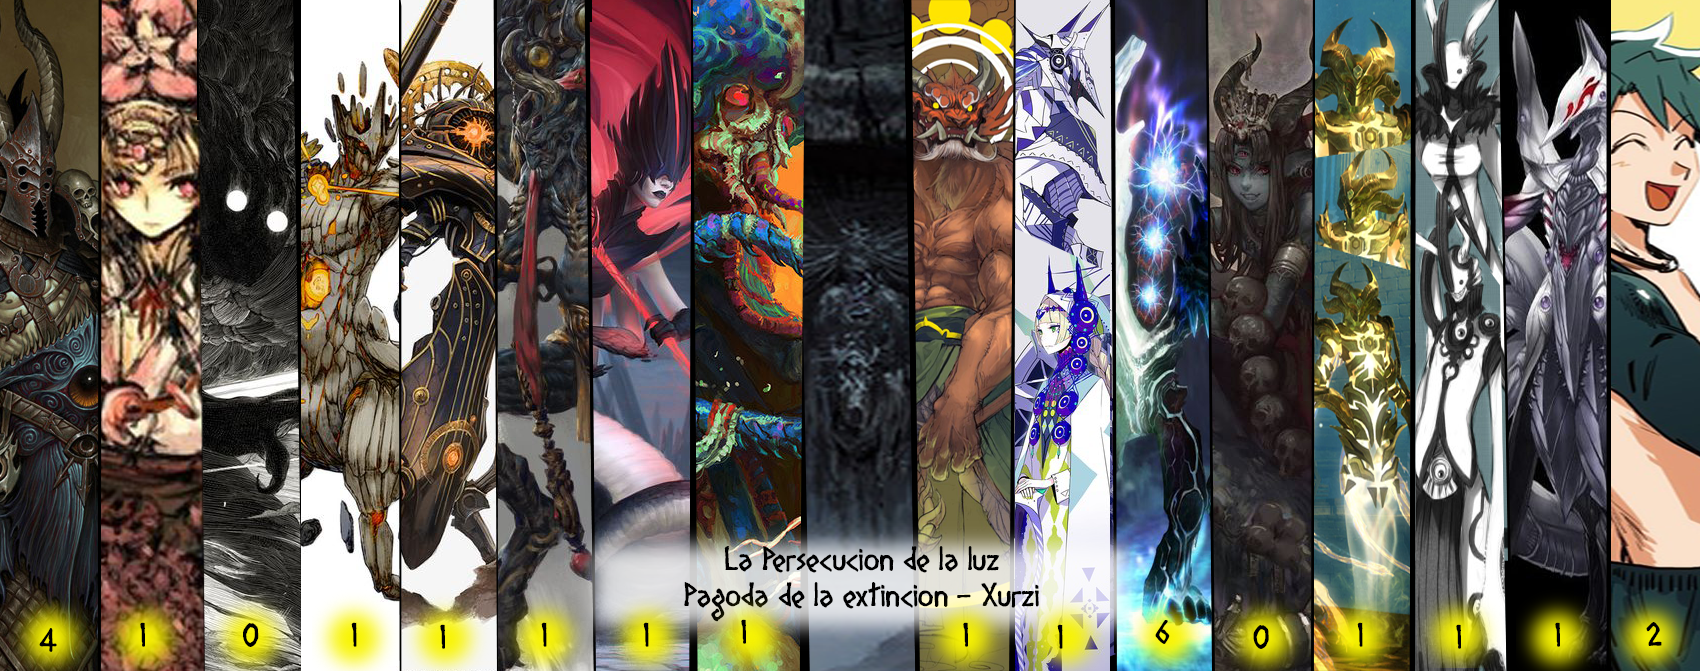 La Persecucion de la luz
Pagoda de la extincion - Xurzi
4 1 0 1 1 1 1 1 1 1 6 0 1 1 1 2